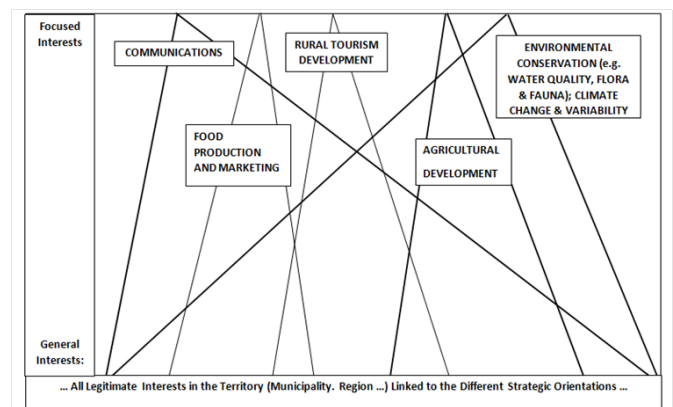 Focused
Interests
COMMUNICATIONS
RURAL TOURISM
DEVELOPMENT
ENVIRONMENTAL
CONSERVATION (e.g.
WATER QUALITY, FLORA
& FAUNA); CLIMATE
CHANGE & VARIABILITY
FOOD
PRODUCTION
AND MARKETING
AGRICULTURAL
DEVELOPMENT
General
Interests:
... All Legitimate Interests in the Territory (Municipality. Region ...) Linked to the Different Strategic Orientations ...